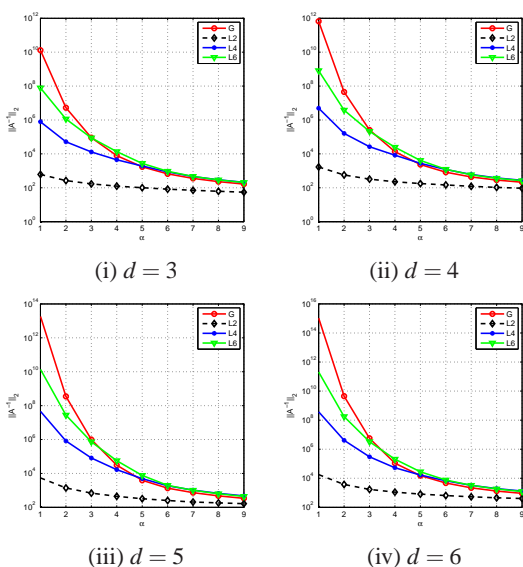 10^12
10^10
10^8
10^6
10^4
10^2
10^0
||A^-1||_2
1 2 3 4 5 6 7 8 9
α
G
L2
L4
L6
(i) d = 3
10^12
10^10
10^8
10^6
10^4
10^2
10^0
||A^-1||_2
1 2 3 4 5 6 7 8 9
α
G
L2
L4
L6
(ii) d = 4
10^14
10^12
10^10
10^8
10^6
10^4
10^2
||A^-1||_2
1 2 3 4 5 6 7 8 9
α
G
L2
L4
L6
(iii) d = 5
10^16
10^14
10^12
10^10
10^8
10^6
10^4
10^2
||A^-1||_2
1 2 3 4 5 6 7 8 9
α
G
L2
L4
L6
(iv) d = 6